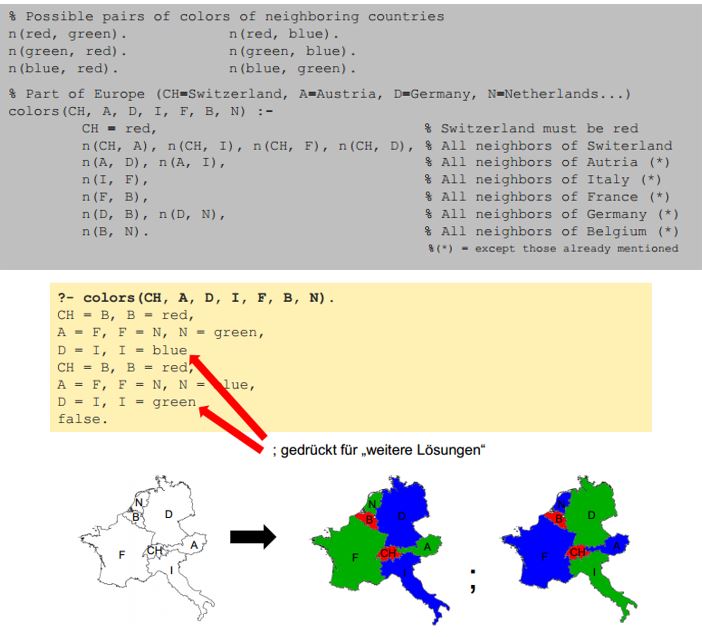 % Possible pairs of colors of neighboring countries
n(red, green). n(red, blue).
n(green, red). n(green, blue).
n(blue, red). n(blue, green).
% Part of Europe (CH=Switzerland, A=Austria, D=Germany, N=Netherlands...)
colors(CH, A, D, I, F, B, N) :-
CH = red, % Switzerland must be red
n(CH, A), n(CH, I), n(CH, F), n(CH, D), % All neighbors of Switerland
n(A, D), n(A, I), % All neighbors of Autria (*)
n(I, F), % All neighbors of Italy (*)
n(F, B), % All neighbors of France (*)
n(D, B), n(D, N), % All neighbors of Germany (*)
n(B, N). % All neighbors of Belgium (*)
%(*) = except those already mentioned
?- colors(CH, A, D, I, F, B, N).
CH = B, B = red,
A = F, F = N, N = green,
D = I, I = blue
CH = B, B = red,
A = F, F = N, N = lue,
D = I, I = green
false.
; gedrückt für „weitere Lösungen“
N
B
D
F
CH
A
I
N
B
D
F
CH
A
I
;
N
B
D
F
CH
A
I